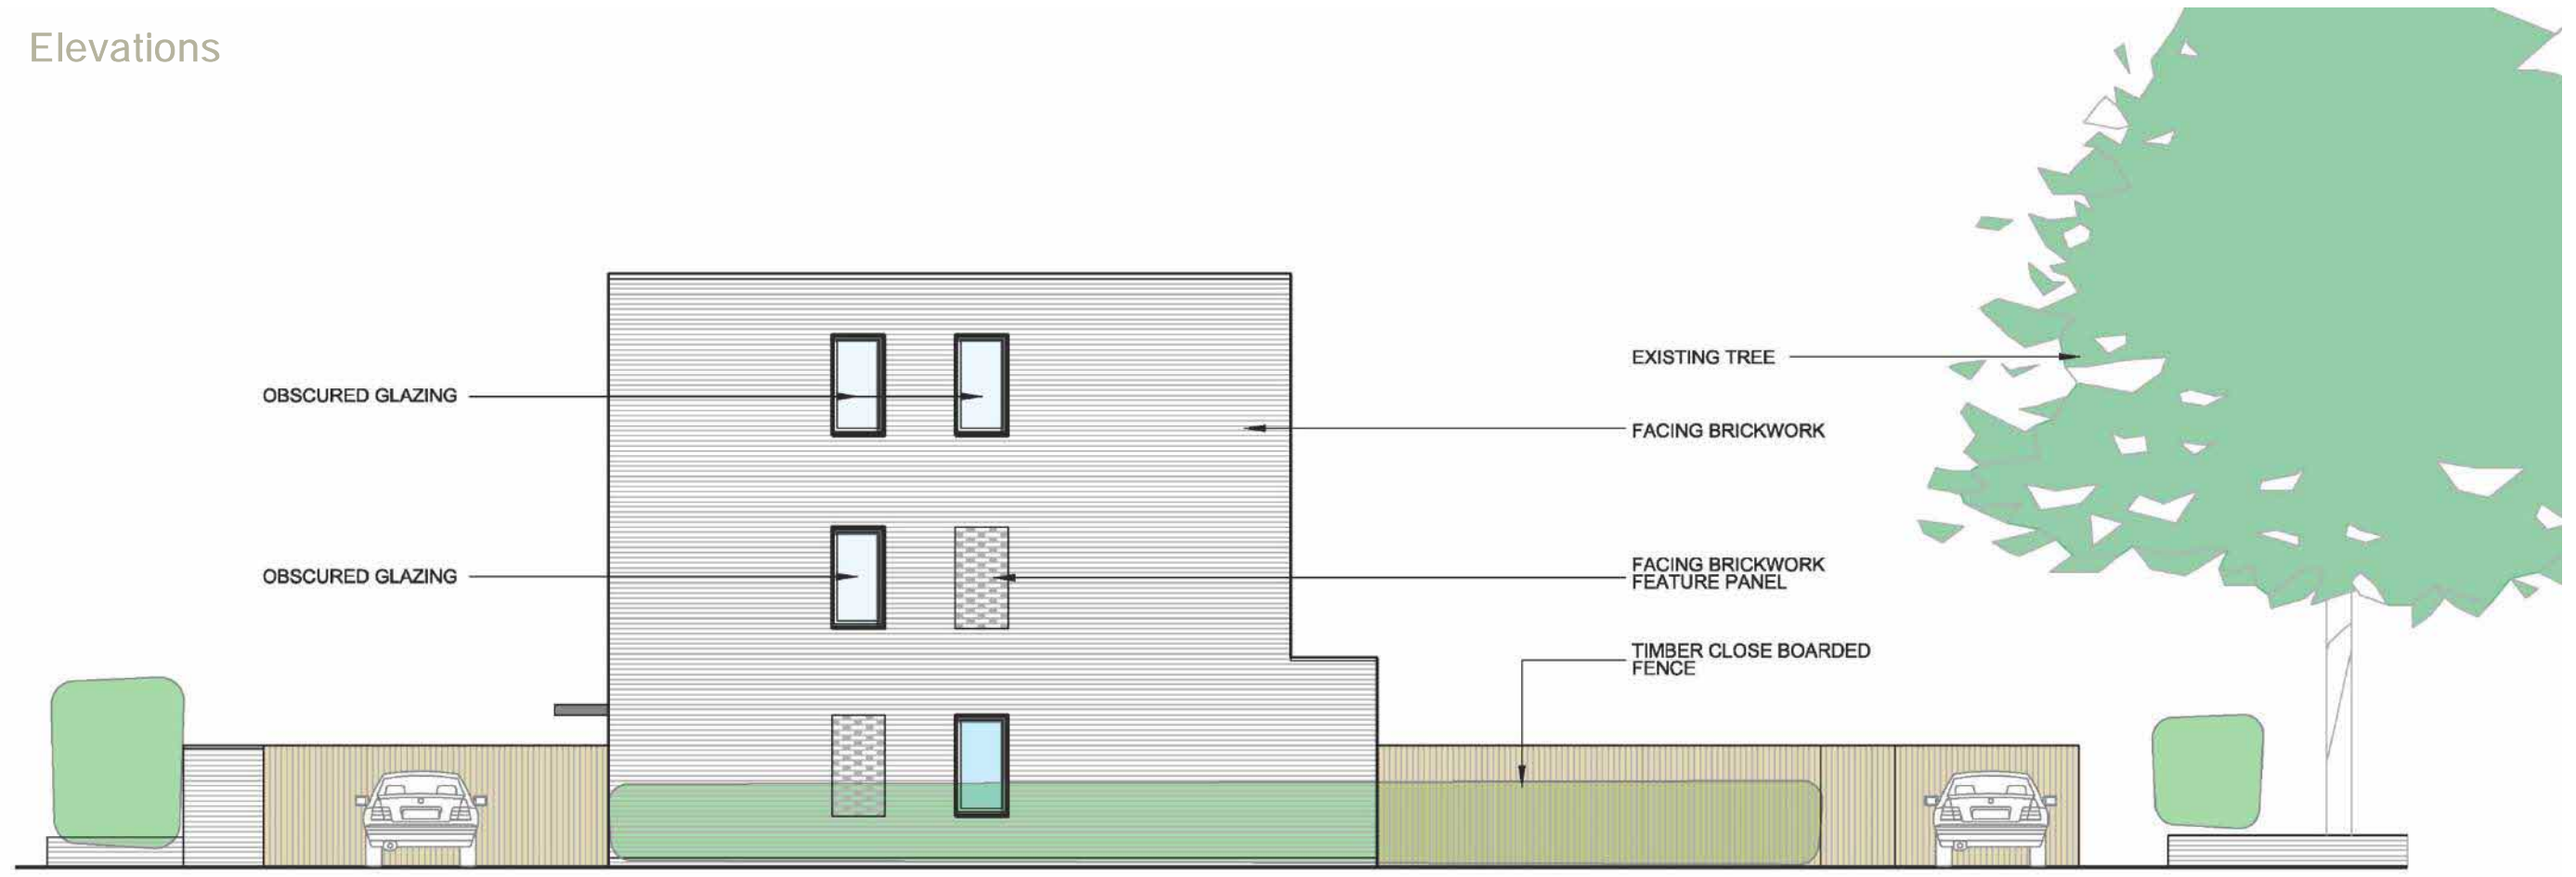 Elevations
OBSCURED GLAZING
EXISTING TREE
FACING BRICKWORK
OBSCURED GLAZING
FACING BRICKWORK
FEATURE PANEL
TIMBER CLOSE BOARDED
FENCE